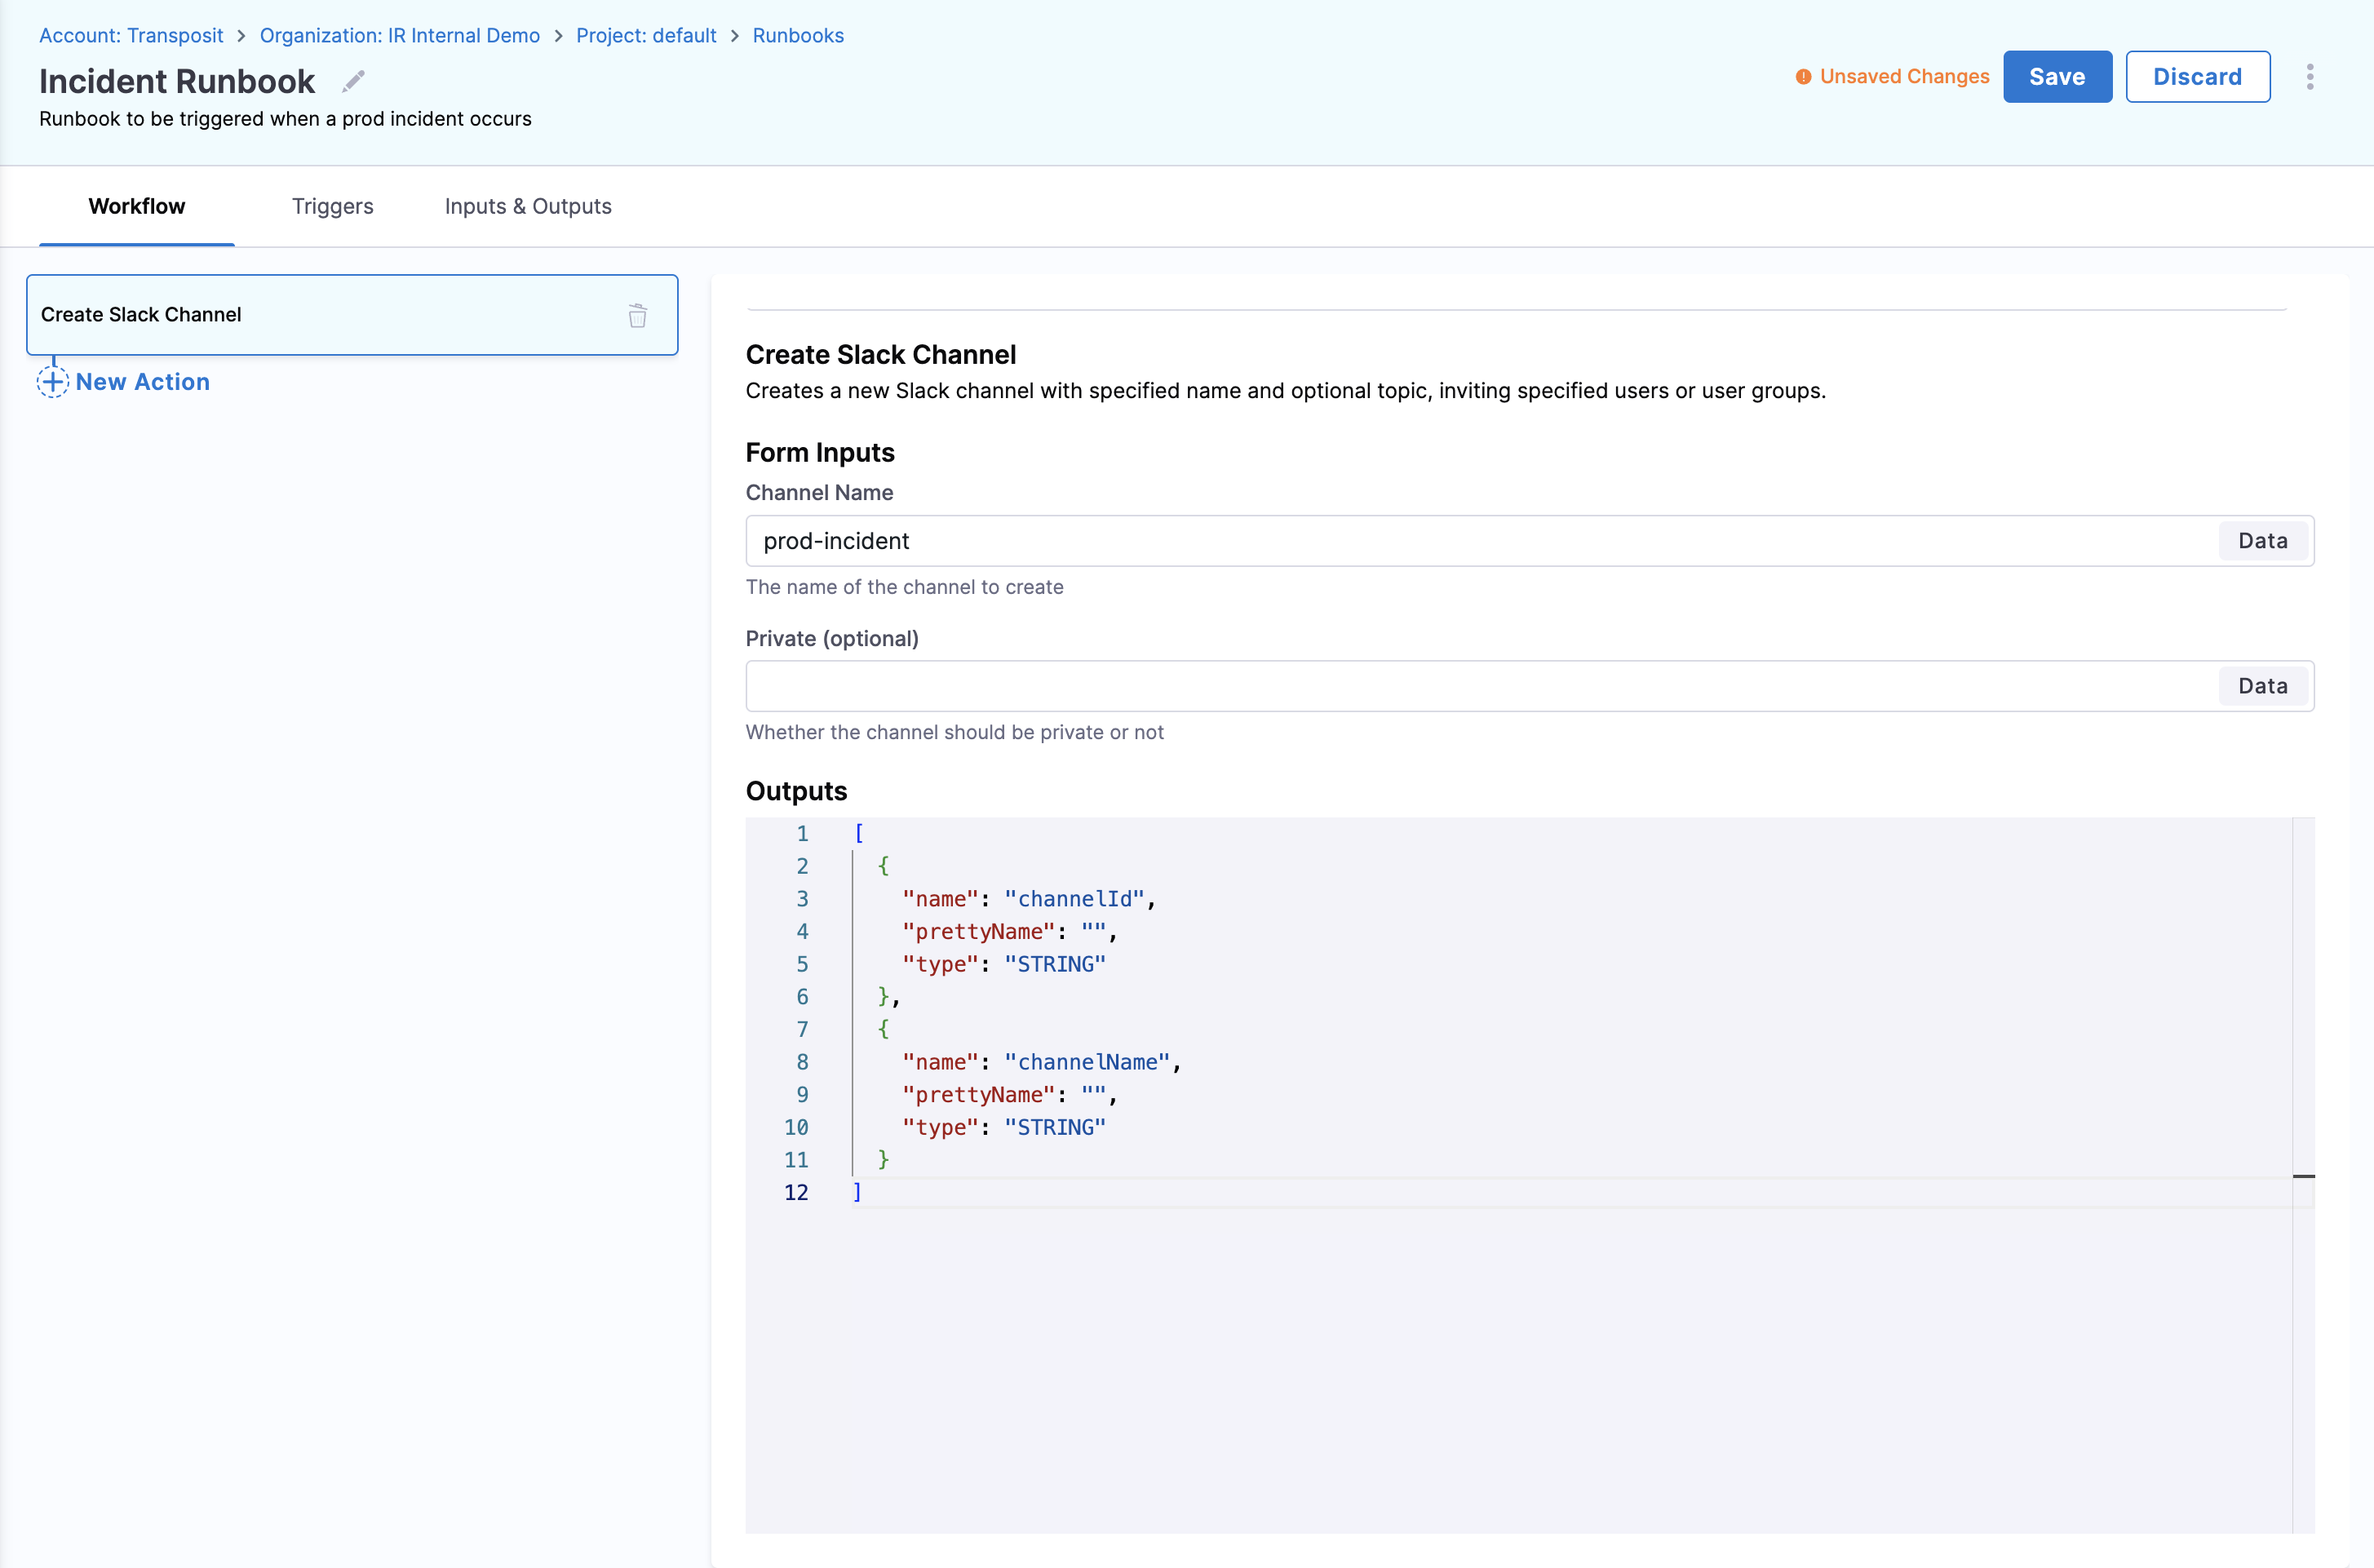 Account: Transposit > Organization: IR Internal Demo > Project: default > Runbooks
Incident Runbook
Runbook to be triggered when a prod incident occurs
Unsaved Changes
Save
Discard
Workflow
Triggers
Inputs & Outputs
Create Slack Channel
New Action
Create Slack Channel
Creates a new Slack channel with specified name and optional topic, inviting specified users or user groups.
Form Inputs
Channel Name
prod-incident
Data
The name of the channel to create
Private (optional)
Data
Whether the channel should be private or not
Outputs
1 [
2 {
3 "name": "channelId",
4 "prettyName": "",
5 "type": "STRING"
6 },
7 {
8 "name": "channelName",
9 "prettyName": "",
10 "type": "STRING"
11 }
12 ]